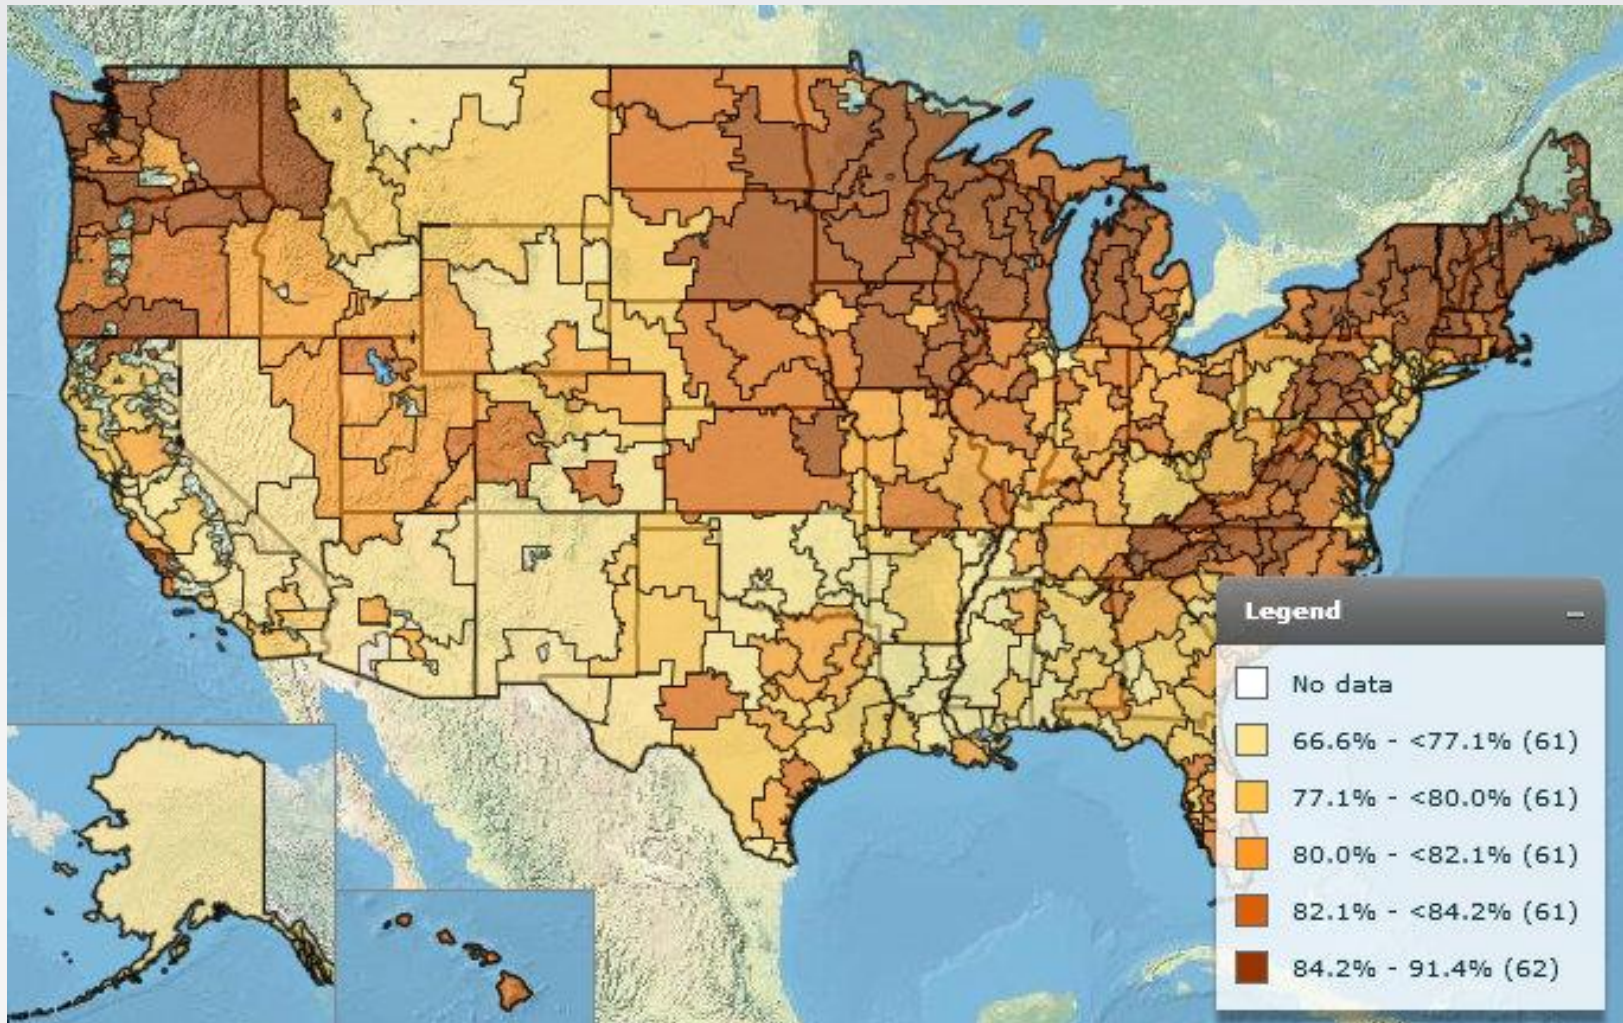 Legend
No data
66.6% - <77.1% (61)
77.1% - <80.0% (61)
80.0% - <82.1% (61)
82.1% - <84.2% (61)
84.2% - 91.4% (62)